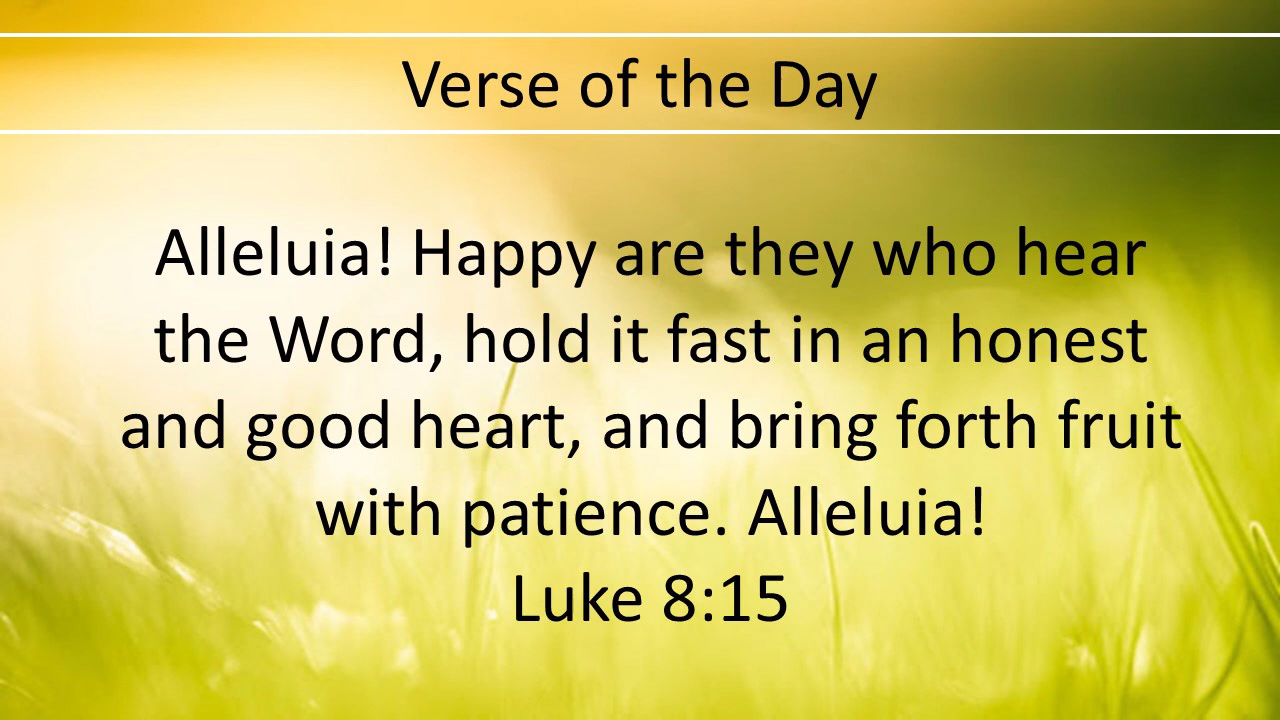 Verse of the Day
Alleluia! Happy are they who hear
the Word, hold it fast in an honest
and good heart, and bring forth fruit
with patience. Alleluia!
Luke 8:15